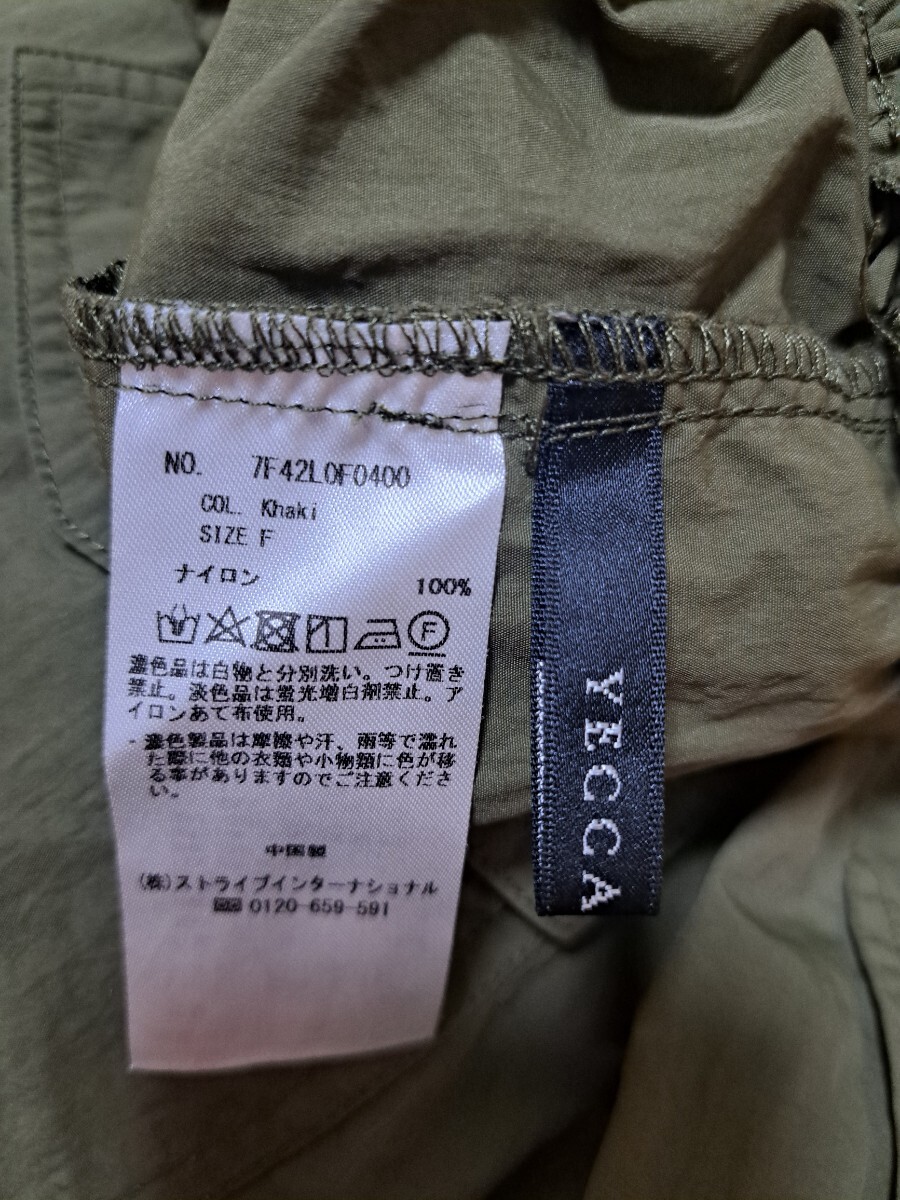 NO. 7F42L0F0400
COL. Khaki
SIZE F
ナイロン 100%
F
濃色品は白物と分別洗い。つけ置き
禁止。淡色品は蛍光増白剤禁止。ア
イロンあて布使用。
・濃色製品は摩擦や汗、雨等で濡れ
た際に他の衣類や小物類に色が移
る事がありますのでご注意くださ
い。
中国製
(株)ストライプインターナショナル
0120-659-591
YECCA